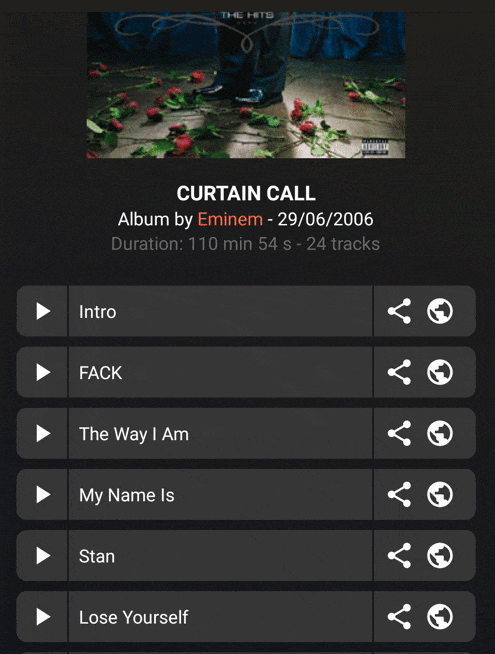 THE HITS
CURTAIN CALL
Album by Eminem - 29/06/2006
Duration: 110 min 54 s - 24 tracks
Intro
FACK
The Way I Am
My Name Is
Stan
Lose Yourself